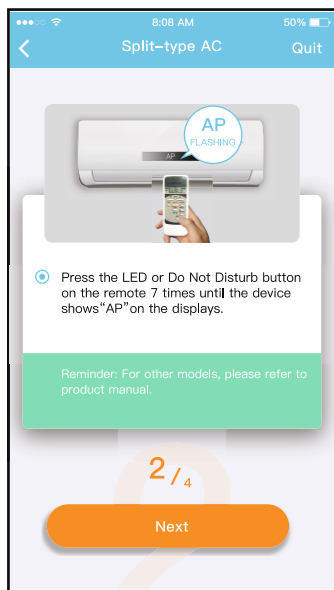 8:08 AM
50%
Split-type AC
Quit
AP
FLASHING
AP
Press the LED or Do Not Disturb button
on the remote 7 times until the device
shows“AP”on the displays.
Reminder: For other models, please refer to
product manual.
2/4
Next